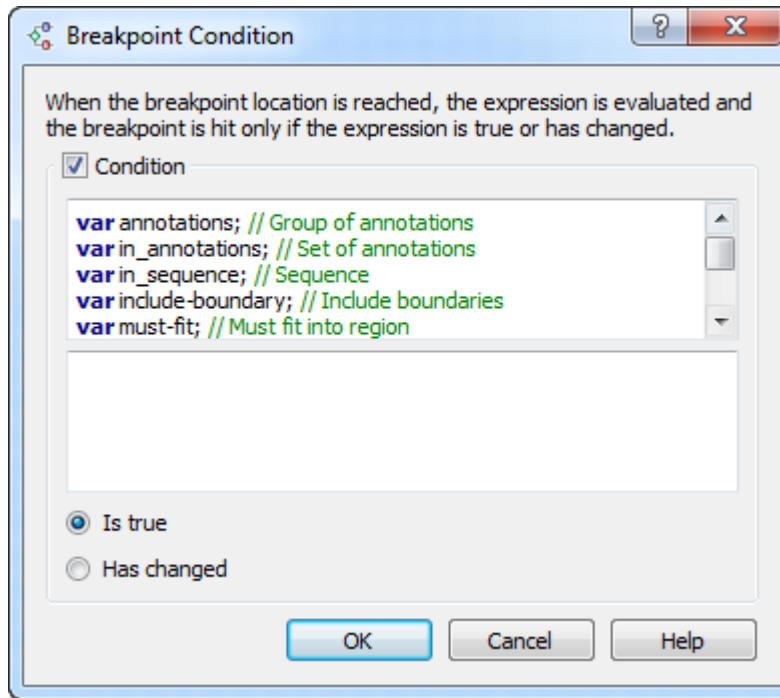 Breakpoint Condition
When the breakpoint location is reached, the expression is evaluated and
the breakpoint is hit only if the expression is true or has changed.
Condition
var annotations; // Group of annotations
var in_annotations; // Set of annotations
var in_sequence; // Sequence
var include-boundary; // Include boundaries
var must-fit; // Must fit into region
Is true
Has changed
OK Cancel Help